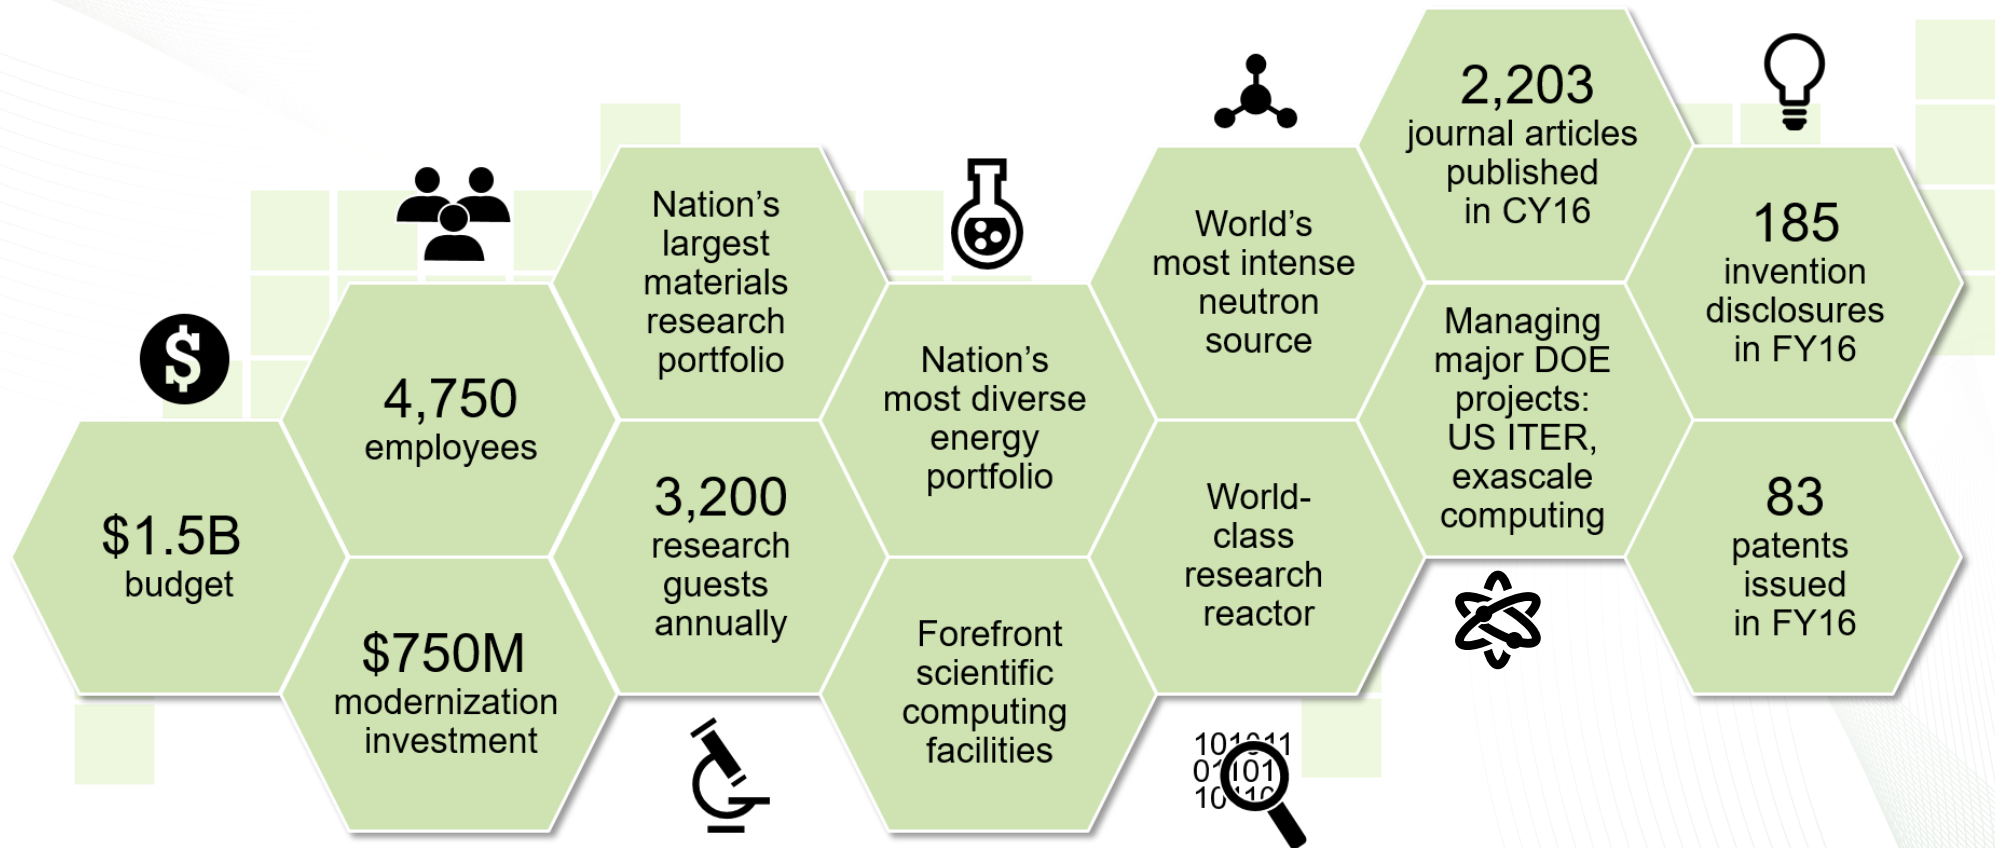 $1.5B
budget
4,750
employees
$750M
modernization
investment
Nation’s
largest
materials
research
portfolio
3,200
research
guests
annually
Nation’s
most diverse
energy
portfolio
Forefront
scientific
computing
facilities
World’s
most intense
neutron
source
World-
class
research
reactor
2,203
journal articles
published
in CY16
Managing
major DOE
projects:
US ITER,
exascale
computing
185
invention
disclosures
in FY16
83
patents
issued
in FY16